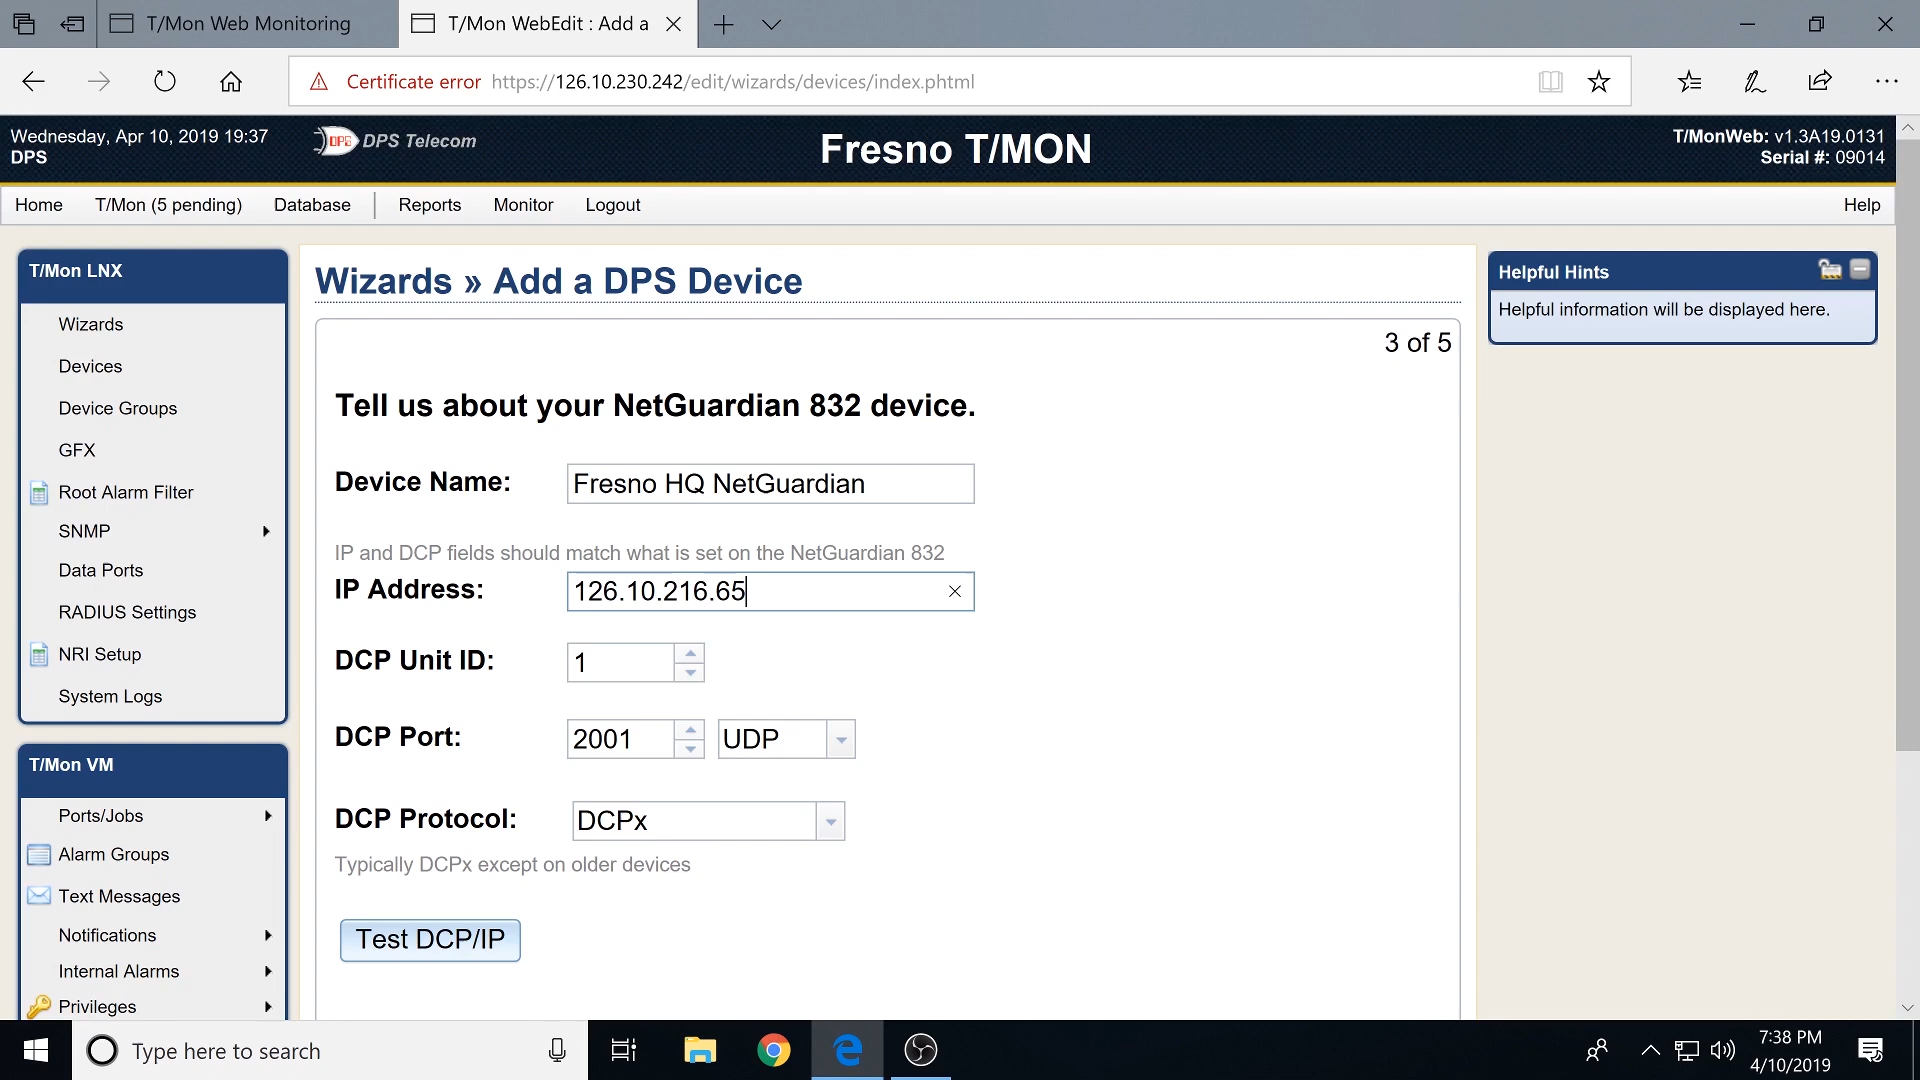 T/Mon Web Monitoring
T/Mon WebEdit : Add a
Certificate error https://126.10.230.242/edit/wizards/devices/index.phtml
Wednesday, Apr 10, 2019 19:37
DPS
DPS DPS Telecom
Fresno T/MON
T/MonWeb: v1.3A19.0131
Serial #: 09014
Home T/Mon (5 pending) Database Reports Monitor Logout Help
T/Mon LNX
Wizards
Devices
Device Groups
GFX
Root Alarm Filter
SNMP
Data Ports
RADIUS Settings
NRI Setup
System Logs
T/Mon VM
Ports/Jobs
Alarm Groups
Text Messages
Notifications
Internal Alarms
Privileges
Wizards » Add a DPS Device
3 of 5
Tell us about your NetGuardian 832 device.
Device Name: Fresno HQ NetGuardian
IP and DCP fields should match what is set on the NetGuardian 832
IP Address: 126.10.216.65
DCP Unit ID: 1
DCP Port: 2001 UDP
DCP Protocol: DCPx
Typically DCPx except on older devices
Test DCP/IP
Helpful Hints
Helpful information will be displayed here.
Type here to search
7:38 PM
4/10/2019